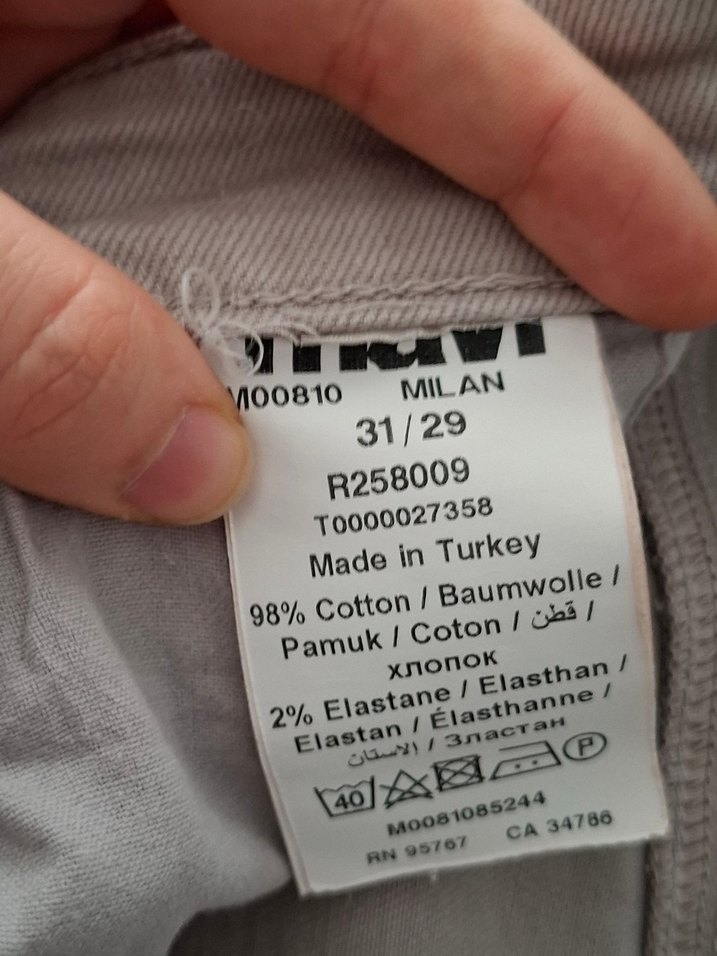 mavi
M00810 MILAN
31/29
R258009
T0000027358
Made in Turkey
98% Cotton / Baumwolle /
Pamuk / Coton / قطن /
хлопок
2% Elastane / Elasthan /
Elastan / Élasthanne /
الاستان / Эластан
40 P
M0081085244
RN 95767 CA 34786